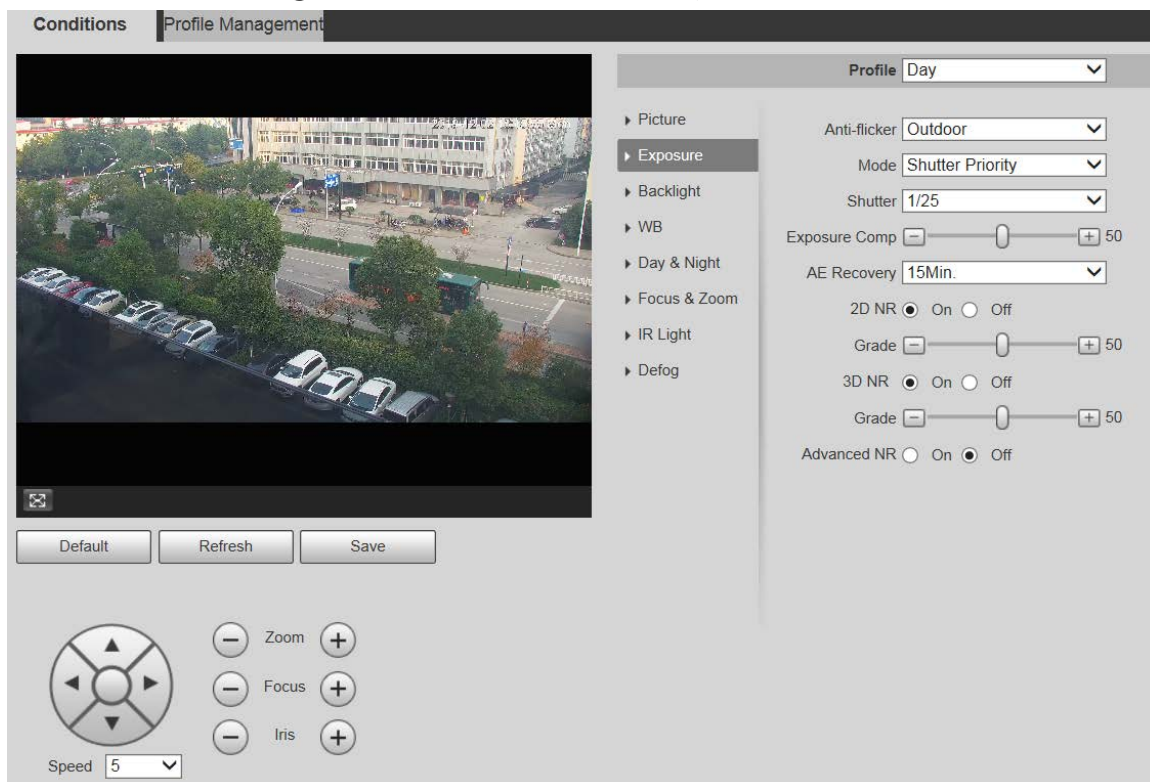 Conditions Profile Management
Profile Day
Picture
Exposure
Backlight
WB
Day & Night
Focus & Zoom
IR Light
Defog
Anti-flicker Outdoor
Mode Shutter Priority
Shutter 1/25
Exposure Comp 50
AE Recovery 15Min.
2D NR On Off
Grade 50
3D NR On Off
Grade 50
Advanced NR On Off
Default Refresh Save
Zoom
Focus
Iris
Speed 5